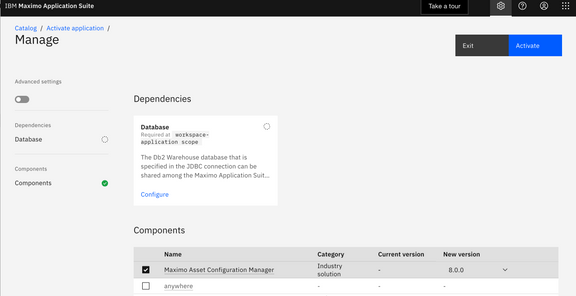 IBM Maximo Application Suite
Take a tour
Catalog / Activate application /
Manage
Exit
Activate
Advanced settings
Dependencies
Database
Components
Components
Dependencies
Database
Required at workspace-
application scope
The Db2 Warehouse database that is
specified in the JDBC connection can be
shared among the Maximo Application Suit...
Configure
Components
Name Category Current version New version
Maximo Asset Configuration Manager Industry solution - 8.0.0
anywhere - - -